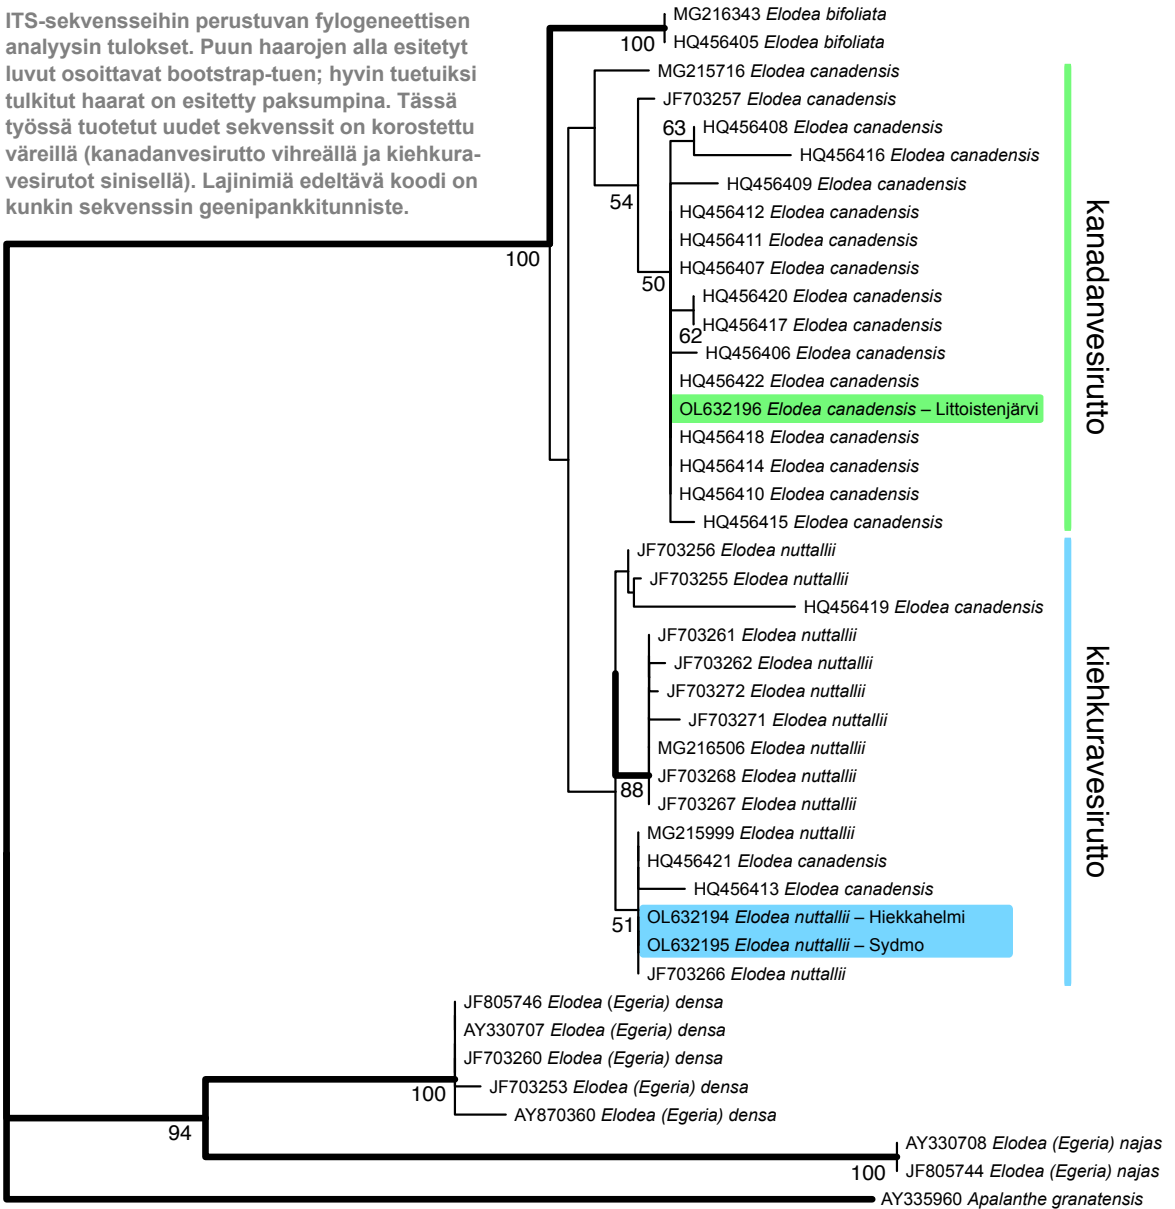 ITS-sekvensseihin perustuvan fylogeneettisen
analyysin tulokset. Puun haarojen alla esitetyt
luvut osoittavat bootstrap-tuen; hyvin tuetuiksi
tulkitut haarat on esitetty paksumpina. Tässä
työssä tuotetut uudet sekvenssit on korostettu
väreillä (kanadanvesirutto vihreällä ja kiehkura-
vesirutot sinisellä). Lajinimiä edeltävä koodi on
kunkin sekvenssin geenipankkitunniste.
MG216343 Elodea bifoliata
100
HQ456405 Elodea bifoliata
MG215716 Elodea canadensis
JF703257 Elodea canadensis
63
HQ456408 Elodea canadensis
HQ456416 Elodea canadensis
HQ456409 Elodea canadensis
54
HQ456412 Elodea canadensis
HQ456411 Elodea canadensis
100
HQ456407 Elodea canadensis
50
HQ456420 Elodea canadensis
HQ456417 Elodea canadensis
62
HQ456406 Elodea canadensis
HQ456422 Elodea canadensis
OL632196 Elodea canadensis – Littoistenjärvi
HQ456418 Elodea canadensis
HQ456414 Elodea canadensis
HQ456410 Elodea canadensis
HQ456415 Elodea canadensis
kanadanvesirutto
JF703256 Elodea nuttallii
JF703255 Elodea nuttallii
HQ456419 Elodea canadensis
JF703261 Elodea nuttallii
JF703262 Elodea nuttallii
JF703272 Elodea nuttallii
JF703271 Elodea nuttallii
MG216506 Elodea nuttallii
JF703268 Elodea nuttallii
88
JF703267 Elodea nuttallii
MG215999 Elodea nuttallii
HQ456421 Elodea canadensis
HQ456413 Elodea canadensis
51
OL632194 Elodea nuttallii – Hiekkahelmi
OL632195 Elodea nuttallii – Sydmo
JF703266 Elodea nuttallii
kiehkuravesirutto
JF805746 Elodea (Egeria) densa
AY330707 Elodea (Egeria) densa
JF703260 Elodea (Egeria) densa
100
JF703253 Elodea (Egeria) densa
AY870360 Elodea (Egeria) densa
94
AY330708 Elodea (Egeria) najas
100
JF805744 Elodea (Egeria) najas
AY335960 Apalanthe granatensis